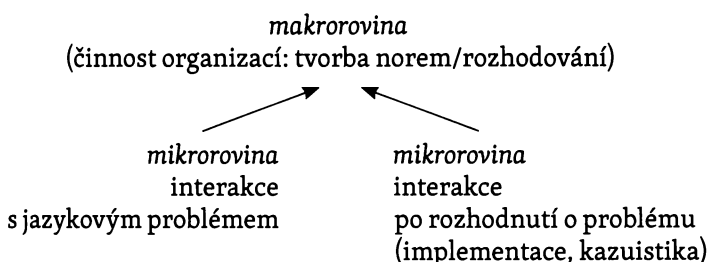 makrorovina
(činnost organizací: tvorba norem/rozhodování)
mikrorovina
interakce
s jazykovým problémem
mikrorovina
interakce
po rozhodnutí o problému
(implementace, kazuistika)